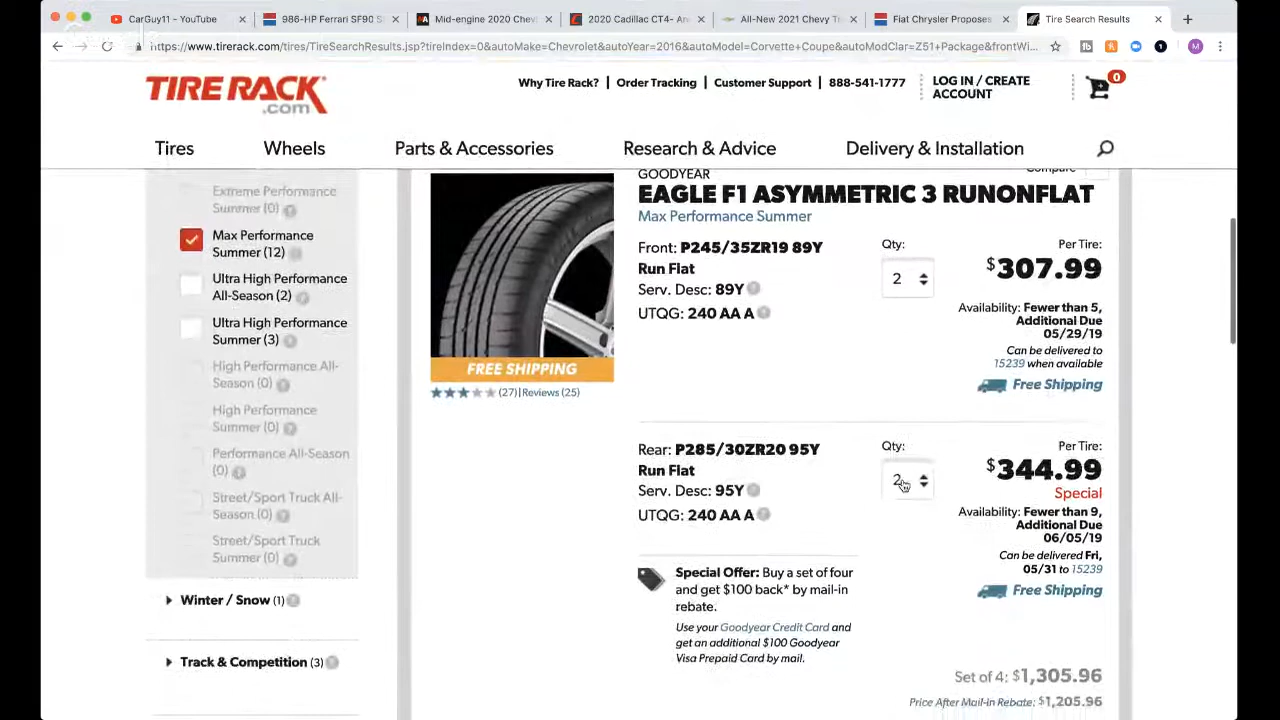 CarGuy11 - YouTube
986-HP Ferrari SF90 S
Mid-engine 2020 Chev
2020 Cadillac CT4- An
All-New 2021 Chevy T
Fiat Chrysler Proposes
Tire Search Results
https://www.tirerack.com/tires/TireSearchResults.jsp?tireIndex=0&autoMake=Chevrolet&autoYear=2016&autoModel=Corvette+Coupe&autoModClar=Z51+Package&frontWi...
TIRE RACK
.com
Why Tire Rack? | Order Tracking | Customer Support | 888-541-1777
LOG IN / CREATE
ACCOUNT
0
Tires
Wheels
Parts & Accessories
Research & Advice
Delivery & Installation
Extreme Performance
Summer (0)
Max Performance
Summer (12)
Ultra High Performance
All-Season (2)
Ultra High Performance
Summer (3)
High Performance All-
Season (0)
High Performance
Summer (0)
Performance All-Season
(0)
Street/Sport Truck All-
Season (0)
Street/Sport Truck
Summer (0)
Winter / Snow (1)
Track & Competition (3)
FREE SHIPPING
(27)|Reviews (25)
GOODYEAR
Compare
EAGLE F1 ASYMMETRIC 3 RUNONFLAT
Max Performance Summer
Front: P245/35ZR19 89Y
Run Flat
Serv. Desc: 89Y
UTQG: 240 AA A
Qty:
2
Per Tire:
$307.99
Availability: Fewer than 5,
Additional Due
05/29/19
Can be delivered to
15239 when available
Free Shipping
Rear: P285/30ZR20 95Y
Run Flat
Serv. Desc: 95Y
UTQG: 240 AA A
Qty:
2
Per Tire:
$344.99
Special
Availability: Fewer than 9,
Additional Due
06/05/19
Can be delivered Fri,
05/31 to 15239
Free Shipping
Special Offer: Buy a set of four
and get $100 back* by mail-in
rebate.
Use your Goodyear Credit Card and
get an additional $100 Goodyear
Visa Prepaid Card by mail.
Set of 4: $1,305.96
Price After Mail-In Rebate: $1,205.96